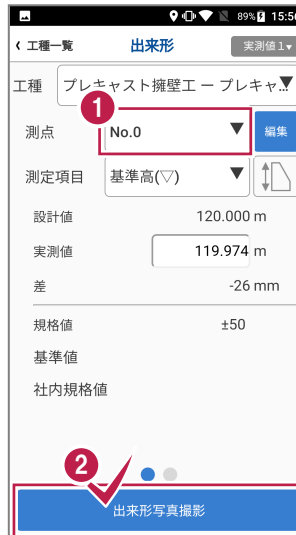 89% 15:50
工種一覧 出来形 実測値1
工種 プレキャスト擁壁工 ー プレキャ...
1
測点 No.0 編集
測定項目 基準高(▽)
設計値 120.000 m
実測値 119.974 m
差 -26 mm
規格値 ±50
基準値
社内規格値
2
出来形写真撮影